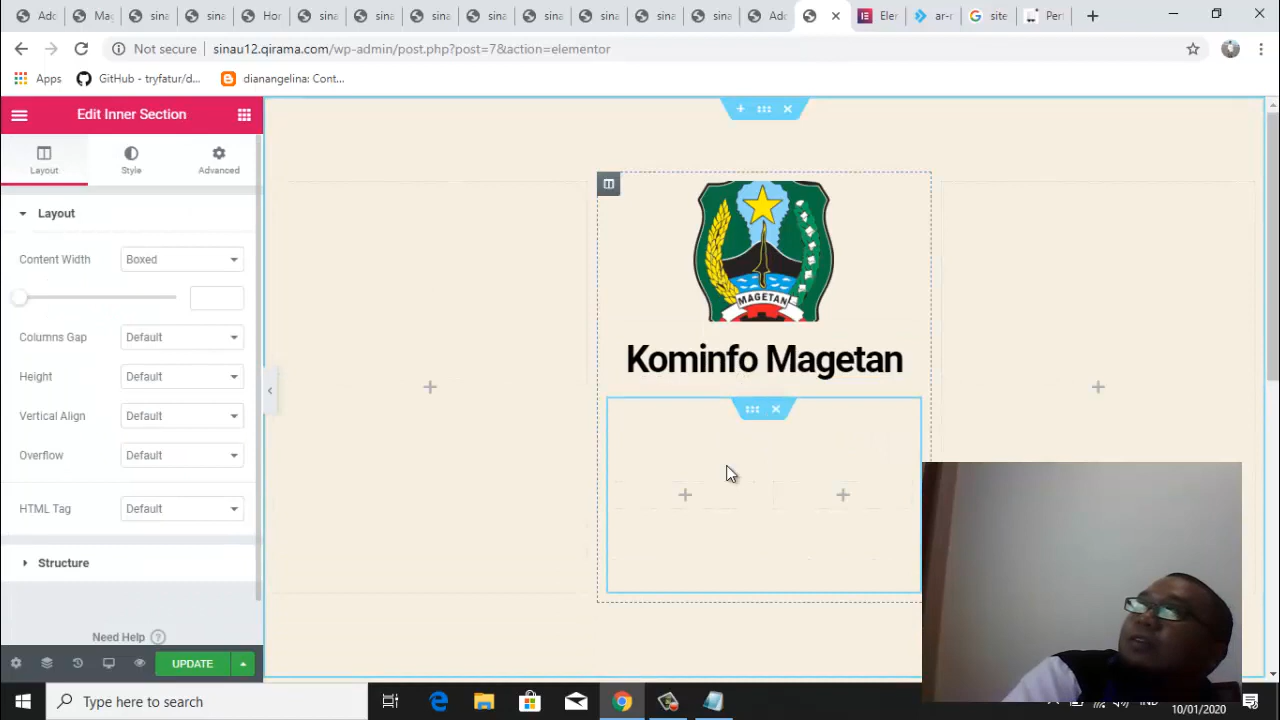 Adc
Mag
sina
sina
Hor
sina
sina
sina
sina
sina
sina
sina
sina
Adc
Eler
ar-r
site
Per
Not secure
sinau12.qirama.com/wp-admin/post.php?post=7&action=elementor
Apps
GitHub - tryfatur/d...
dianangelina: Cont...
Edit Inner Section
Layout
Style
Advanced
Layout
Content Width
Boxed
Columns Gap
Default
Height
Default
Vertical Align
Default
Overflow
Default
HTML Tag
Default
Structure
Need Help
UPDATE
MAGETAN
Kominfo Magetan
Type here to search
10/01/2020